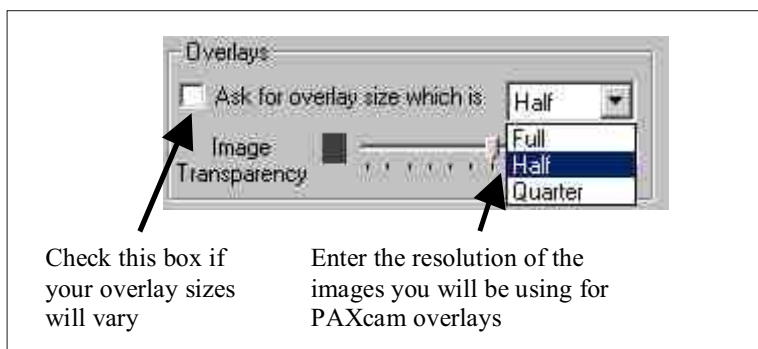 Overlays
Ask for overlay size which is
Half
Image
Transparency
Full
Half
Quarter
Check this box if
your overlay sizes
will vary
Enter the resolution of the
images you will be using for
PAXcam overlays